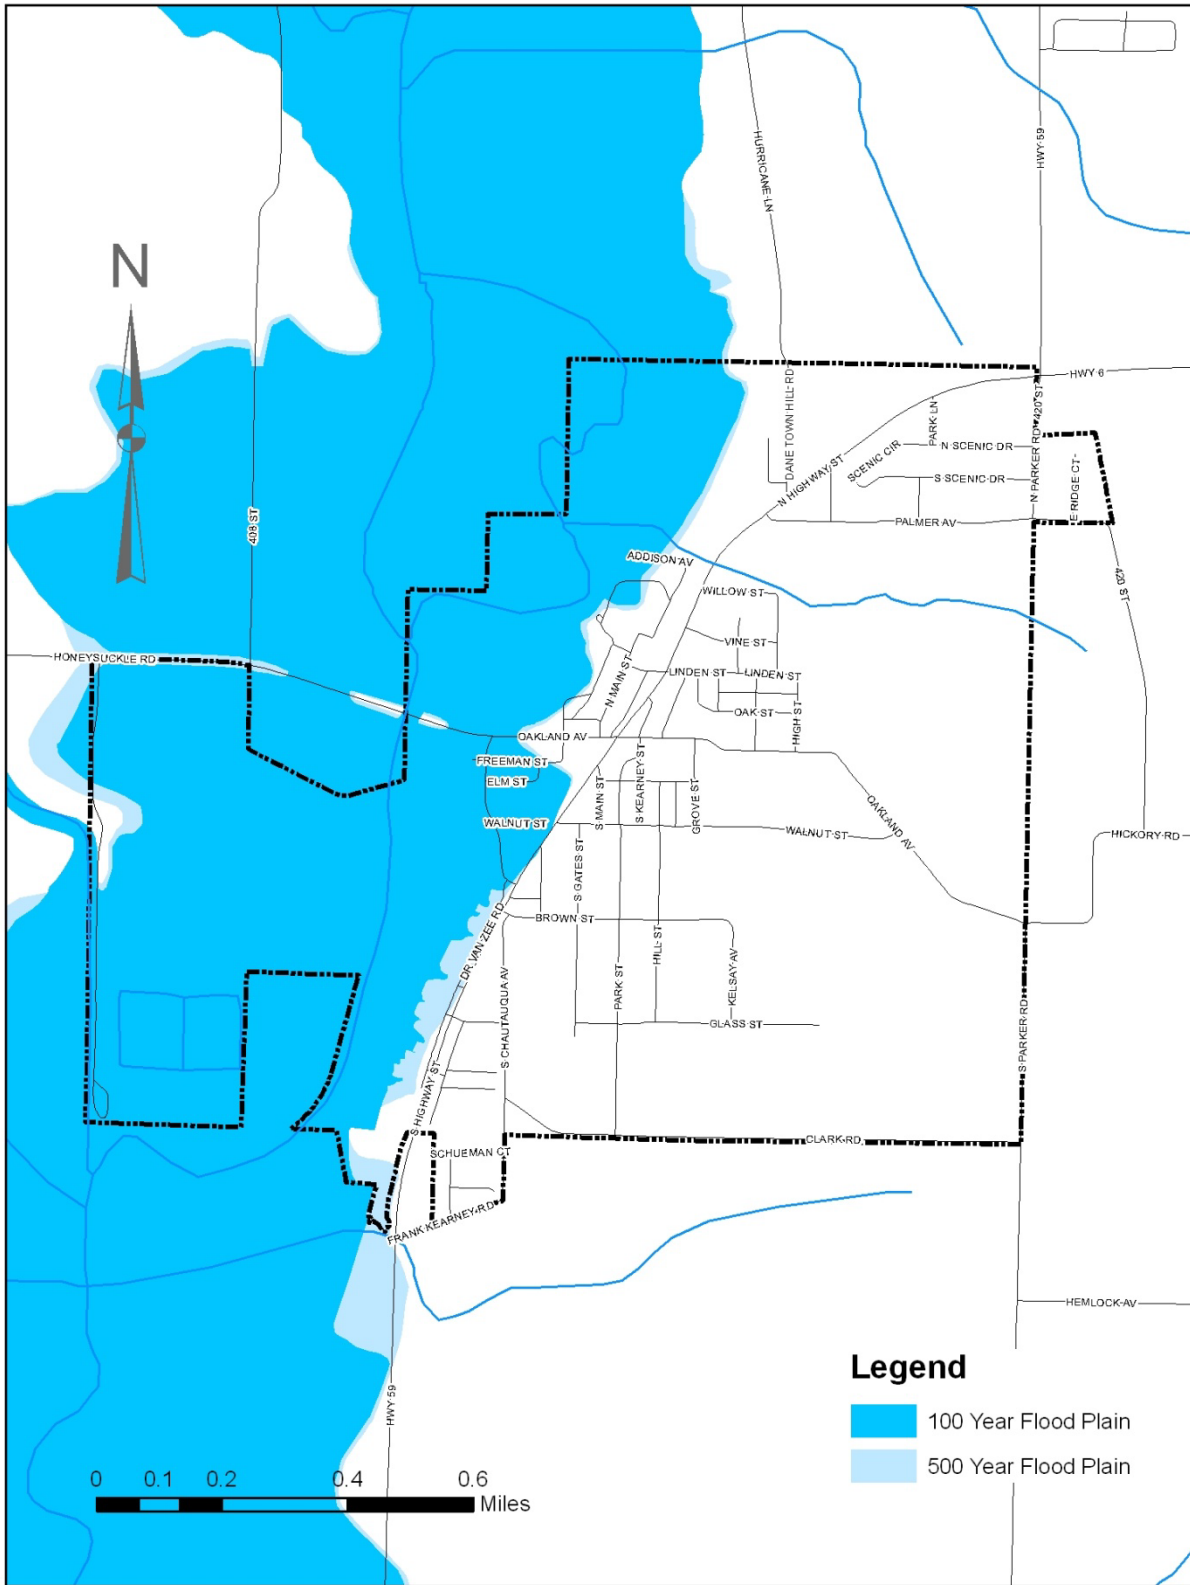 HURRICANE LN
HWY 59
N
HWY 6
DANE TOWN HILL RD
PARK LN
N PARKER RD
420 ST
N SCENIC DR
SCENIC CIR
S SCENIC DR
E RIDGE CT
N HIGHWAY ST
PALMER AV
408 ST
ADDISON AV
420 ST
WILLOW ST
VINE ST
HONEYSUCKLE RD
LINDEN ST
LINDEN ST
N MAIN ST
OAK ST
HIGH ST
OAKLAND AV
FREEMAN ST
ELM ST
S MAIN ST
S KEARNEY ST
GROVE ST
OAKLAND AV
WALNUT ST
WALNUT ST
HICKORY RD
S GATES ST
BROWN ST
T DR VAN ZEE RD
HILL ST
KELSAY AV
PARK ST
S CHAUTAUQUA AV
GLASS ST
S PARKER RD
S HIGHWAY ST
CLARK RD
SCHUEMAN CT
FRANK KEARNEY RD
HEMLOCK AV
HWY 59
Legend
100 Year Flood Plain
500 Year Flood Plain
0 0.1 0.2 0.4 0.6
Miles